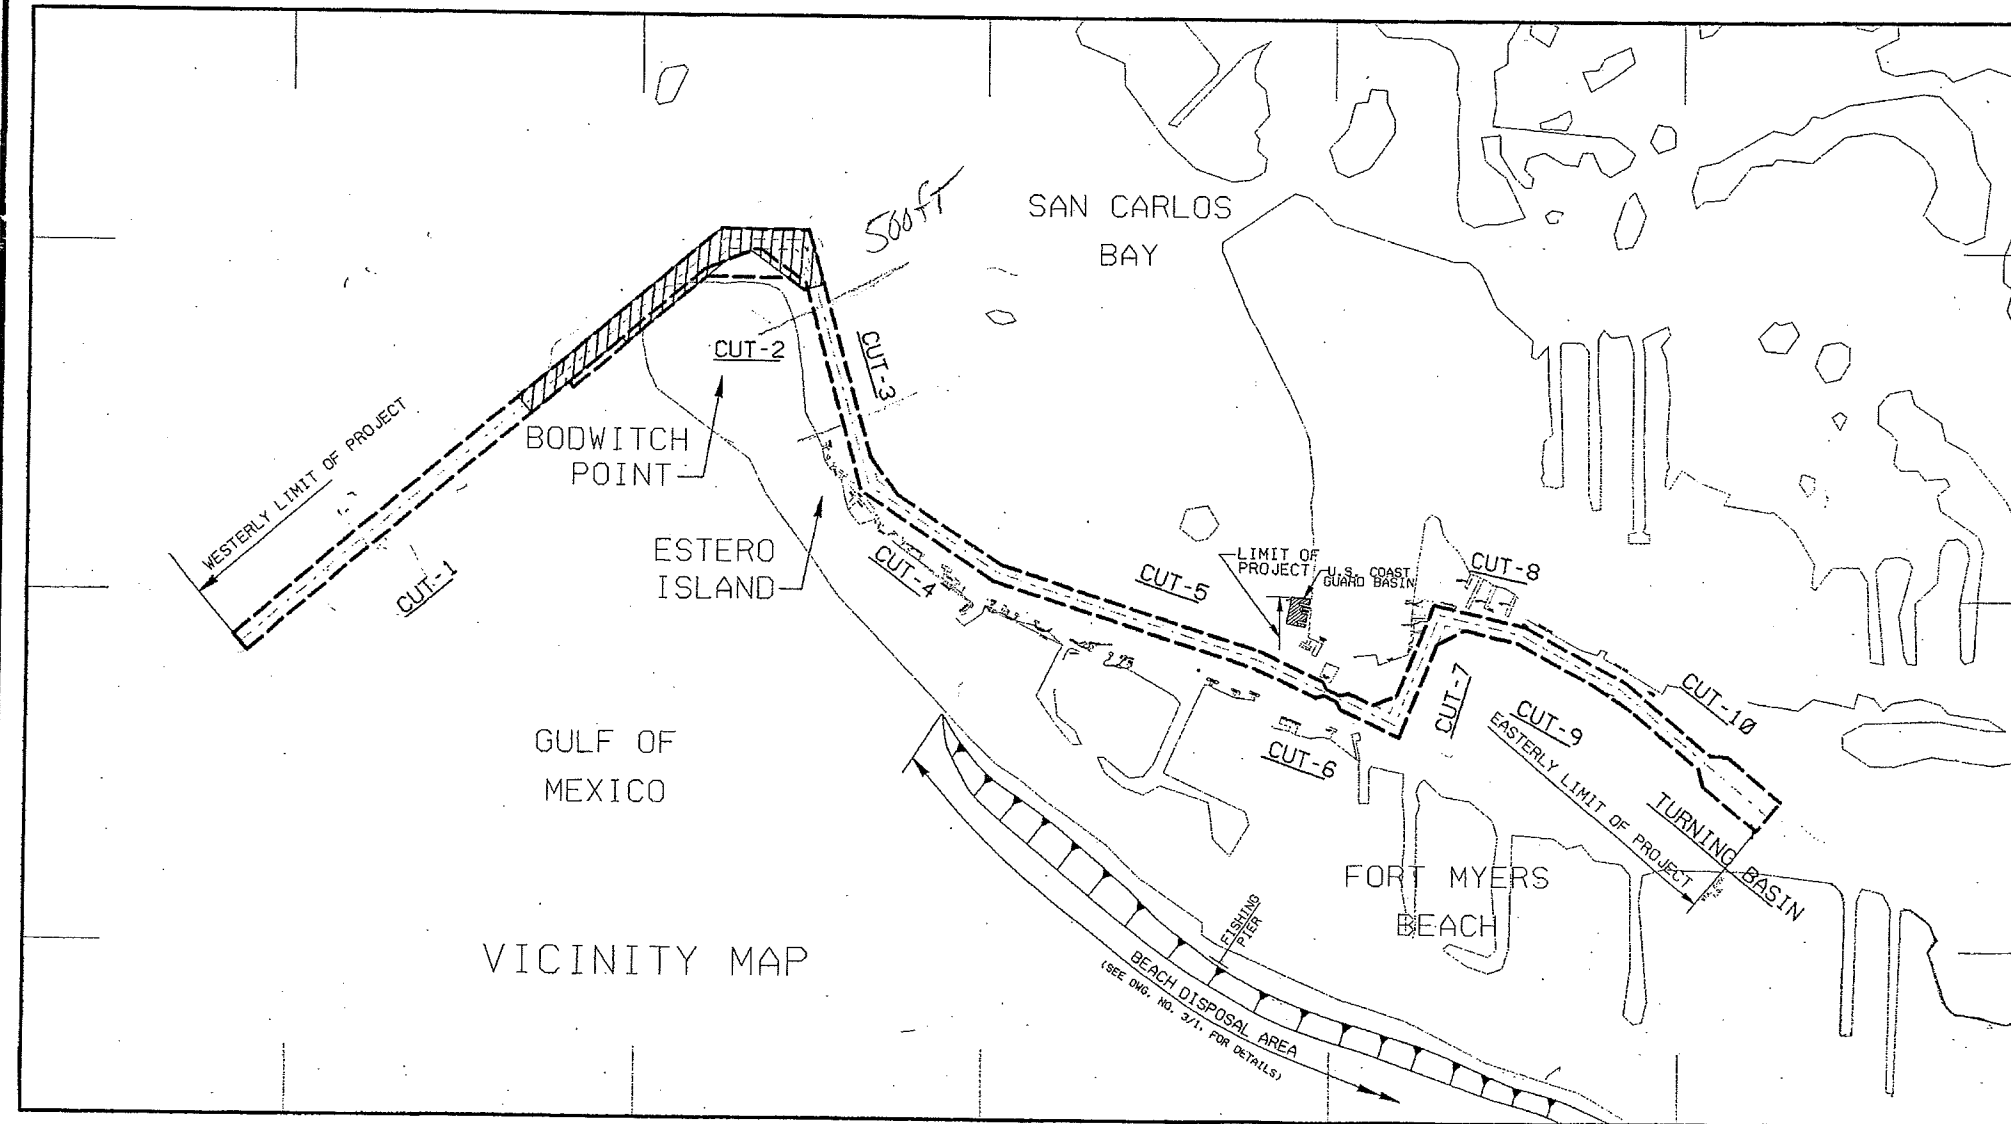 500ft
SAN CARLOS
BAY
CUT-2
CUT-3
WESTERLY LIMIT OF PROJECT
BODWITCH
POINT
CUT-1
ESTERO
ISLAND
CUT-4
CUT-5
LIMIT OF
PROJECT
U.S. COAST
GUARD BASIN
CUT-8
CUT-7
CUT-10
CUT-9
EASTERLY LIMIT OF PROJECT
CUT-6
TURNING BASIN
GULF OF
MEXICO
FORT MYERS
BEACH
FISHING
PIER
VICINITY MAP
BEACH DISPOSAL AREA
(SEE DWG. NO. 3/1, FOR DETAILS)